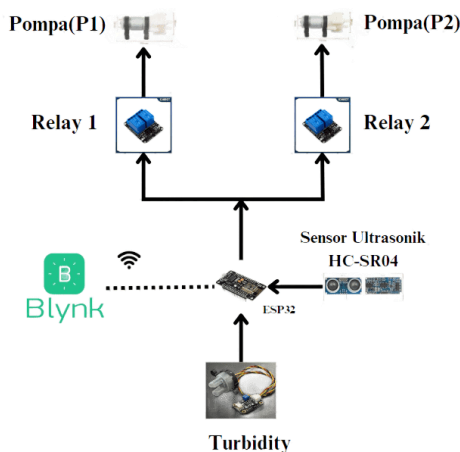 Pompa(P1)
Pompa(P2)
Relay 1
Relay 2
Sensor Ultrasonik
HC-SR04
B
Blynk
ESP32
Turbidity